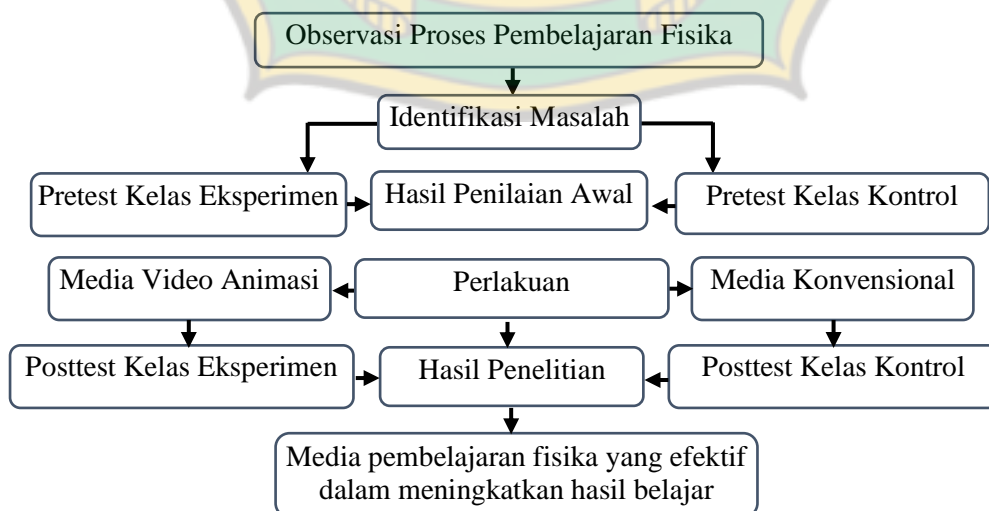 Observasi Proses Pembelajaran Fisika
Identifikasi Masalah
Pretest Kelas Eksperimen
Hasil Penilaian Awal
Pretest Kelas Kontrol
Media Video Animasi
Perlakuan
Media Konvensional
Posttest Kelas Eksperimen
Hasil Penelitian
Posttest Kelas Kontrol
Media pembelajaran fisika yang efektif
dalam meningkatkan hasil belajar